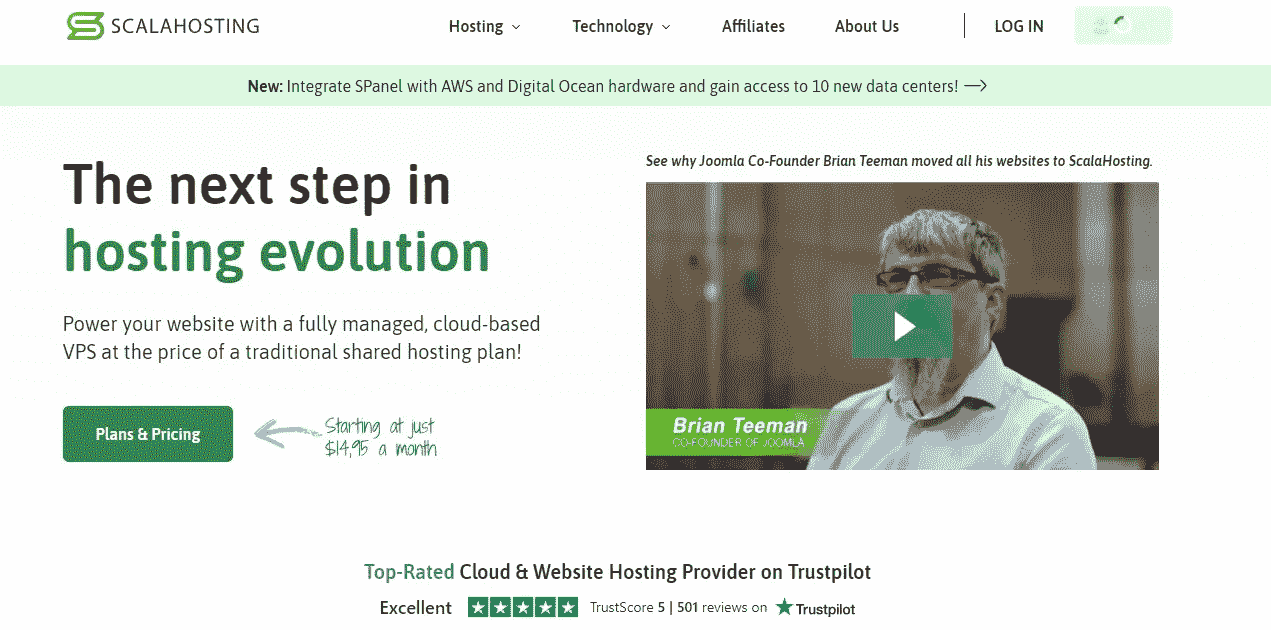 SCALAHOSTING
Hosting
Technology
Affiliates
About Us
LOG IN
New: Integrate SPanel with AWS and Digital Ocean hardware and gain access to 10 new data centers!
The next step in
hosting evolution
Power your website with a fully managed, cloud-based
VPS at the price of a traditional shared hosting plan!
Plans & Pricing
Starting at just
$14,95 a month
See why Joomla Co-Founder Brian Teeman moved all his websites to ScalaHosting.
Brian Teeman
CO-FOUNDER OF JOOMLA
Top-Rated Cloud & Website Hosting Provider on Trustpilot
Excellent TrustScore 5 | 501 reviews on Trustpilot